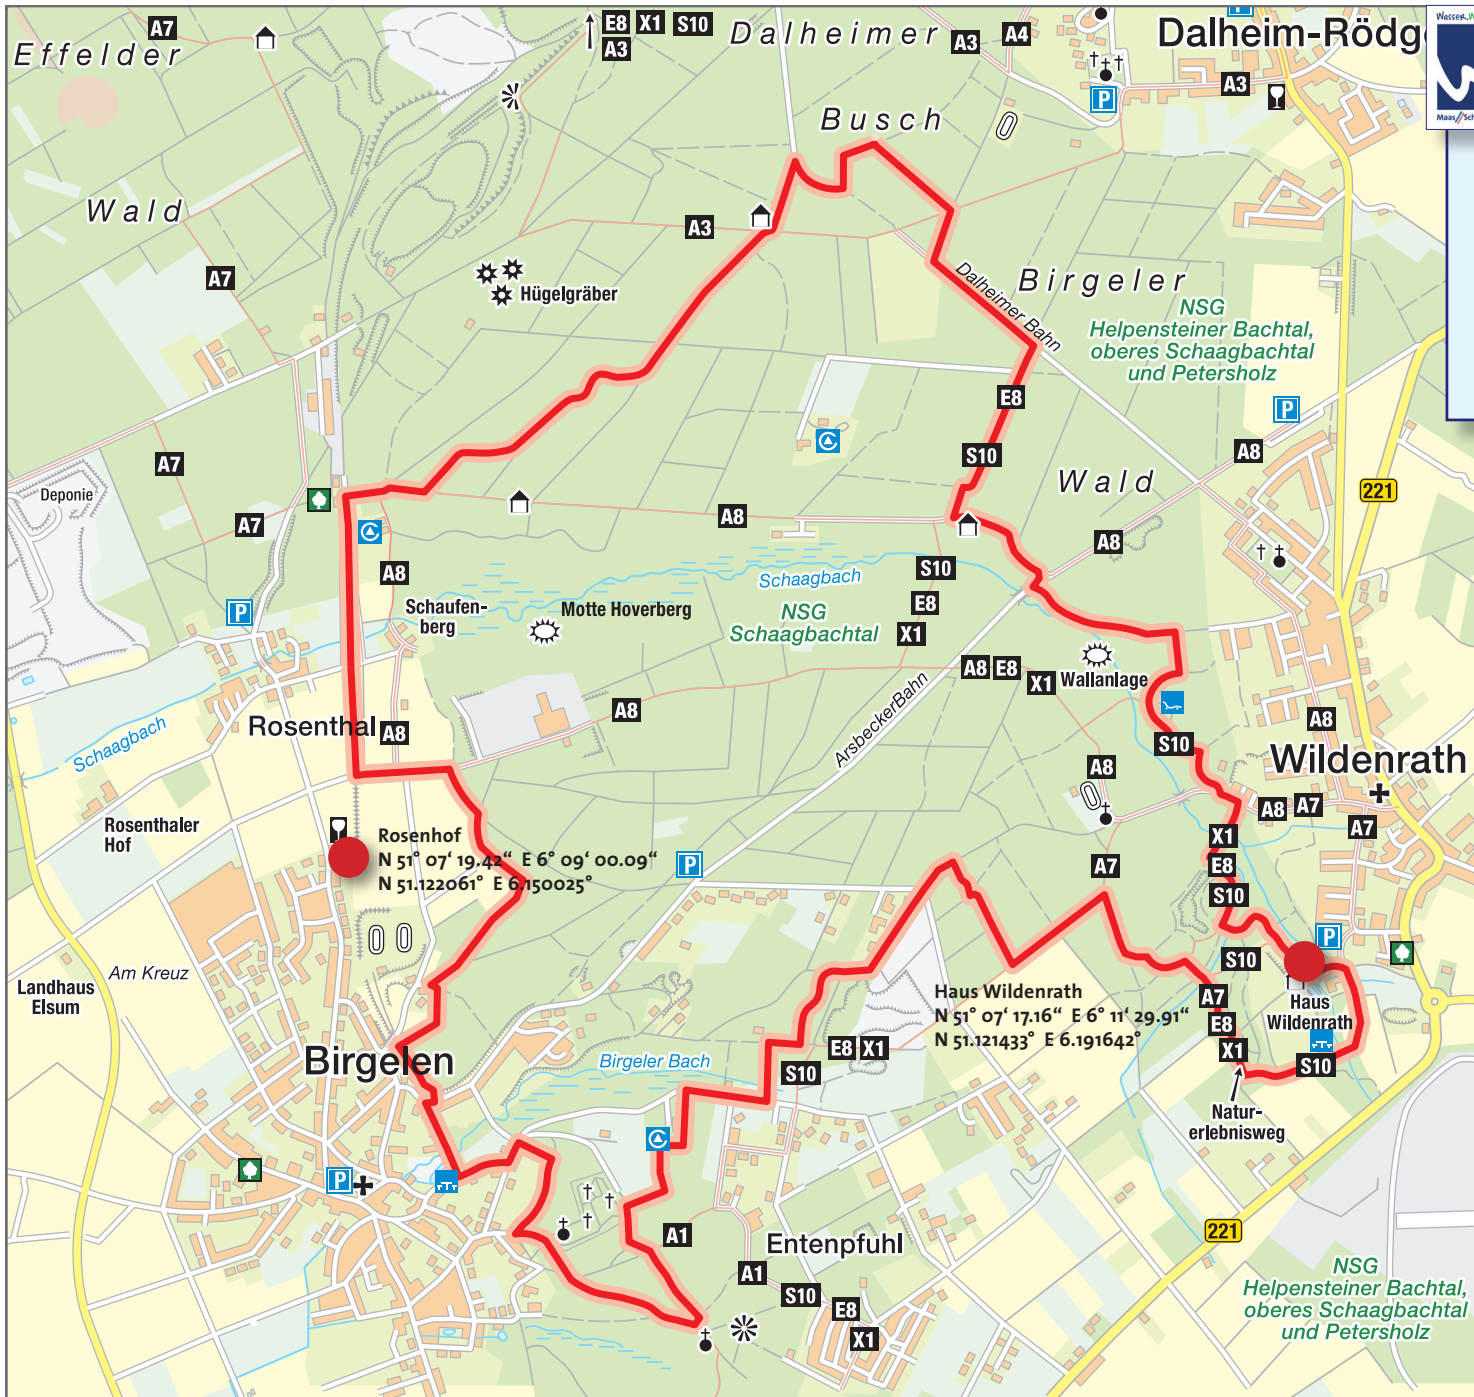 A7
E8 X1 S10
A3
Dalheimer
A3
A4
P
Dalheim-Rödg
Wasser.W
Maas//Sch
Effelder
A3
P
Busch
Wald
A3
A7
Hügelgräber
Dalheimer Bahn
Birgeler
NSG
Helpensteiner Bachtal,
oberes Schaagbachtal
und Petersholz
E8
P
S10
A8
A7
Wald
221
Deponie
A7
A8
A8
A8
Schaagbach
S10
Schaufen-
berg
Motte Hoverberg
NSG
Schaagbachtal
E8
X1
P
A8 E8 X1
Wallanlage
Rosenthal
A8
A8
ArsbeckerBahn
A8
S10
Schaagbach
Wildenrath
A8
A8 A7
A7
Rosenthaler
Hof
Rosenhof
N 51° 07‘ 19.42“ E 6° 09‘ 00.09“
N 51.122061° E 6.150025°
P
X1
E8
A7
S10
P
Am Kreuz
Landhaus
Elsum
S10
Haus Wildenrath
N 51° 07‘ 17.16“ E 6° 11‘ 29.91“
N 51.121433° E 6.191642°
A7
Haus
Wildenrath
E8
X1
S10
Birgelen
Birgeler Bach
E8 X1
S10
Natur-
erlebnisweg
P
A1
Entenpfuhl
221
A1
S10
E8
X1
NSG
Helpensteiner Bachtal,
oberes Schaagbachtal
und Petersholz